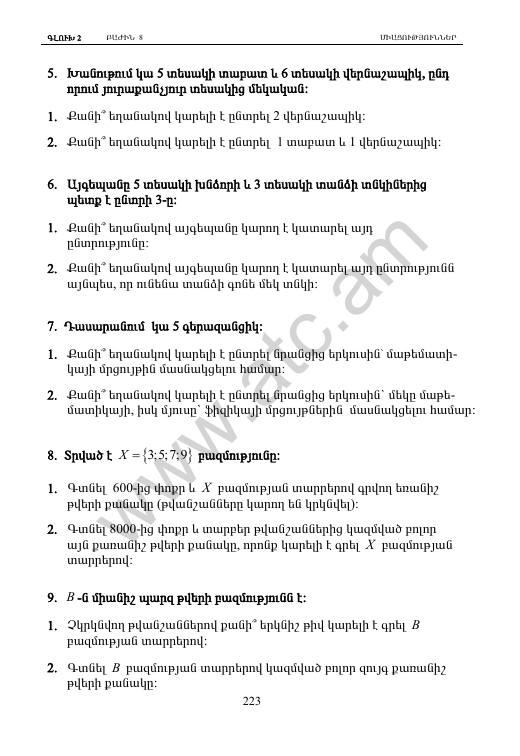 ԳԼՈՒԽ 2 ԲԱԺԻՆ 8 ՄԻԱՑՈՒԹՅՈՒՆՆԵՐ
5. Խանութում կա 5 տեսակի տաբատ և 6 տեսակի վերնաշապիկ, ընդ
որում յուրաքանչյուր տեսակից մեկական:
1. Քանի՞ եղանակով կարելի է ընտրել 2 վերնաշապիկ:
2. Քանի՞ եղանակով կարելի է ընտրել 1 տաբատ և 1 վերնաշապիկ:
6. Այգեպանը 5 տեսակի խնձորի և 3 տեսակի տանձի տնկիներից
պետք է ընտրի 3-ը:
1. Քանի՞ եղանակով այգեպանը կարող է կատարել այդ
ընտրությունը:
2. Քանի՞ եղանակով այգեպանը կարող է կատարել այդ ընտրությունն
այնպես, որ ունենա տանձի գոնե մեկ տնկի:
7. Դասարանում կա 5 գերազանցիկ:
1. Քանի՞ եղանակով կարելի է ընտրել նրանցից երկուսին՝ մաթեմատի-
կայի մրցույթին մասնակցելու համար:
2. Քանի՞ եղանակով կարելի է ընտրել նրանցից երկուսին՝ մեկը մաթե-
մատիկայի, իսկ մյուսը՝ ֆիզիկայի մրցույթներին մասնակցելու համար:
8. Տրված է X = {3;5;7;9} բազմությունը:
1. Գտնել 600-ից փոքր և X բազմության տարրերով գրվող եռանիշ
թվերի քանակը (թվանշանները կարող են կրկնվել):
2. Գտնել 8000-ից փոքր և տարբեր թվանշաններից կազմված բոլոր
այն քառանիշ թվերի քանակը, որոնք կարելի է գրել X բազմության
տարրերով:
9. B -ն միանիշ պարզ թվերի բազմությունն է:
1. Չկրկնվող թվանշաններով քանի՞ երկնիշ թիվ կարելի է գրել B
բազմության տարրերով:
2. Գտնել B բազմության տարրերով կազմված բոլոր զույգ քառանիշ
թվերի քանակը:
223
www.atc.am